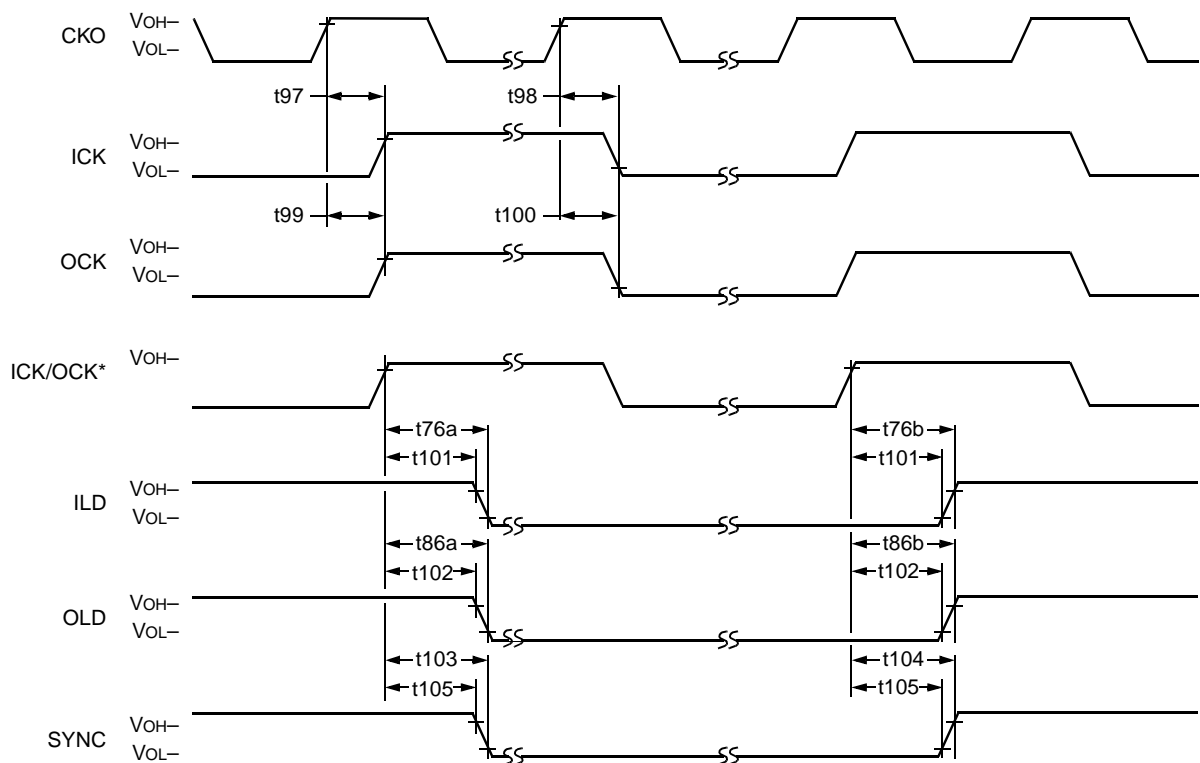 CKO
VOH–
VOL–
t97
t98
ICK
VOH–
VOL–
t99
t100
OCK
VOH–
VOL–
ICK/OCK*
VOH–
t76a
t76b
t101
t101
ILD
VOH–
VOL–
t86a
t86b
t102
t102
OLD
VOH–
VOL–
t103
t104
t105
t105
SYNC
VOH–
VOL–